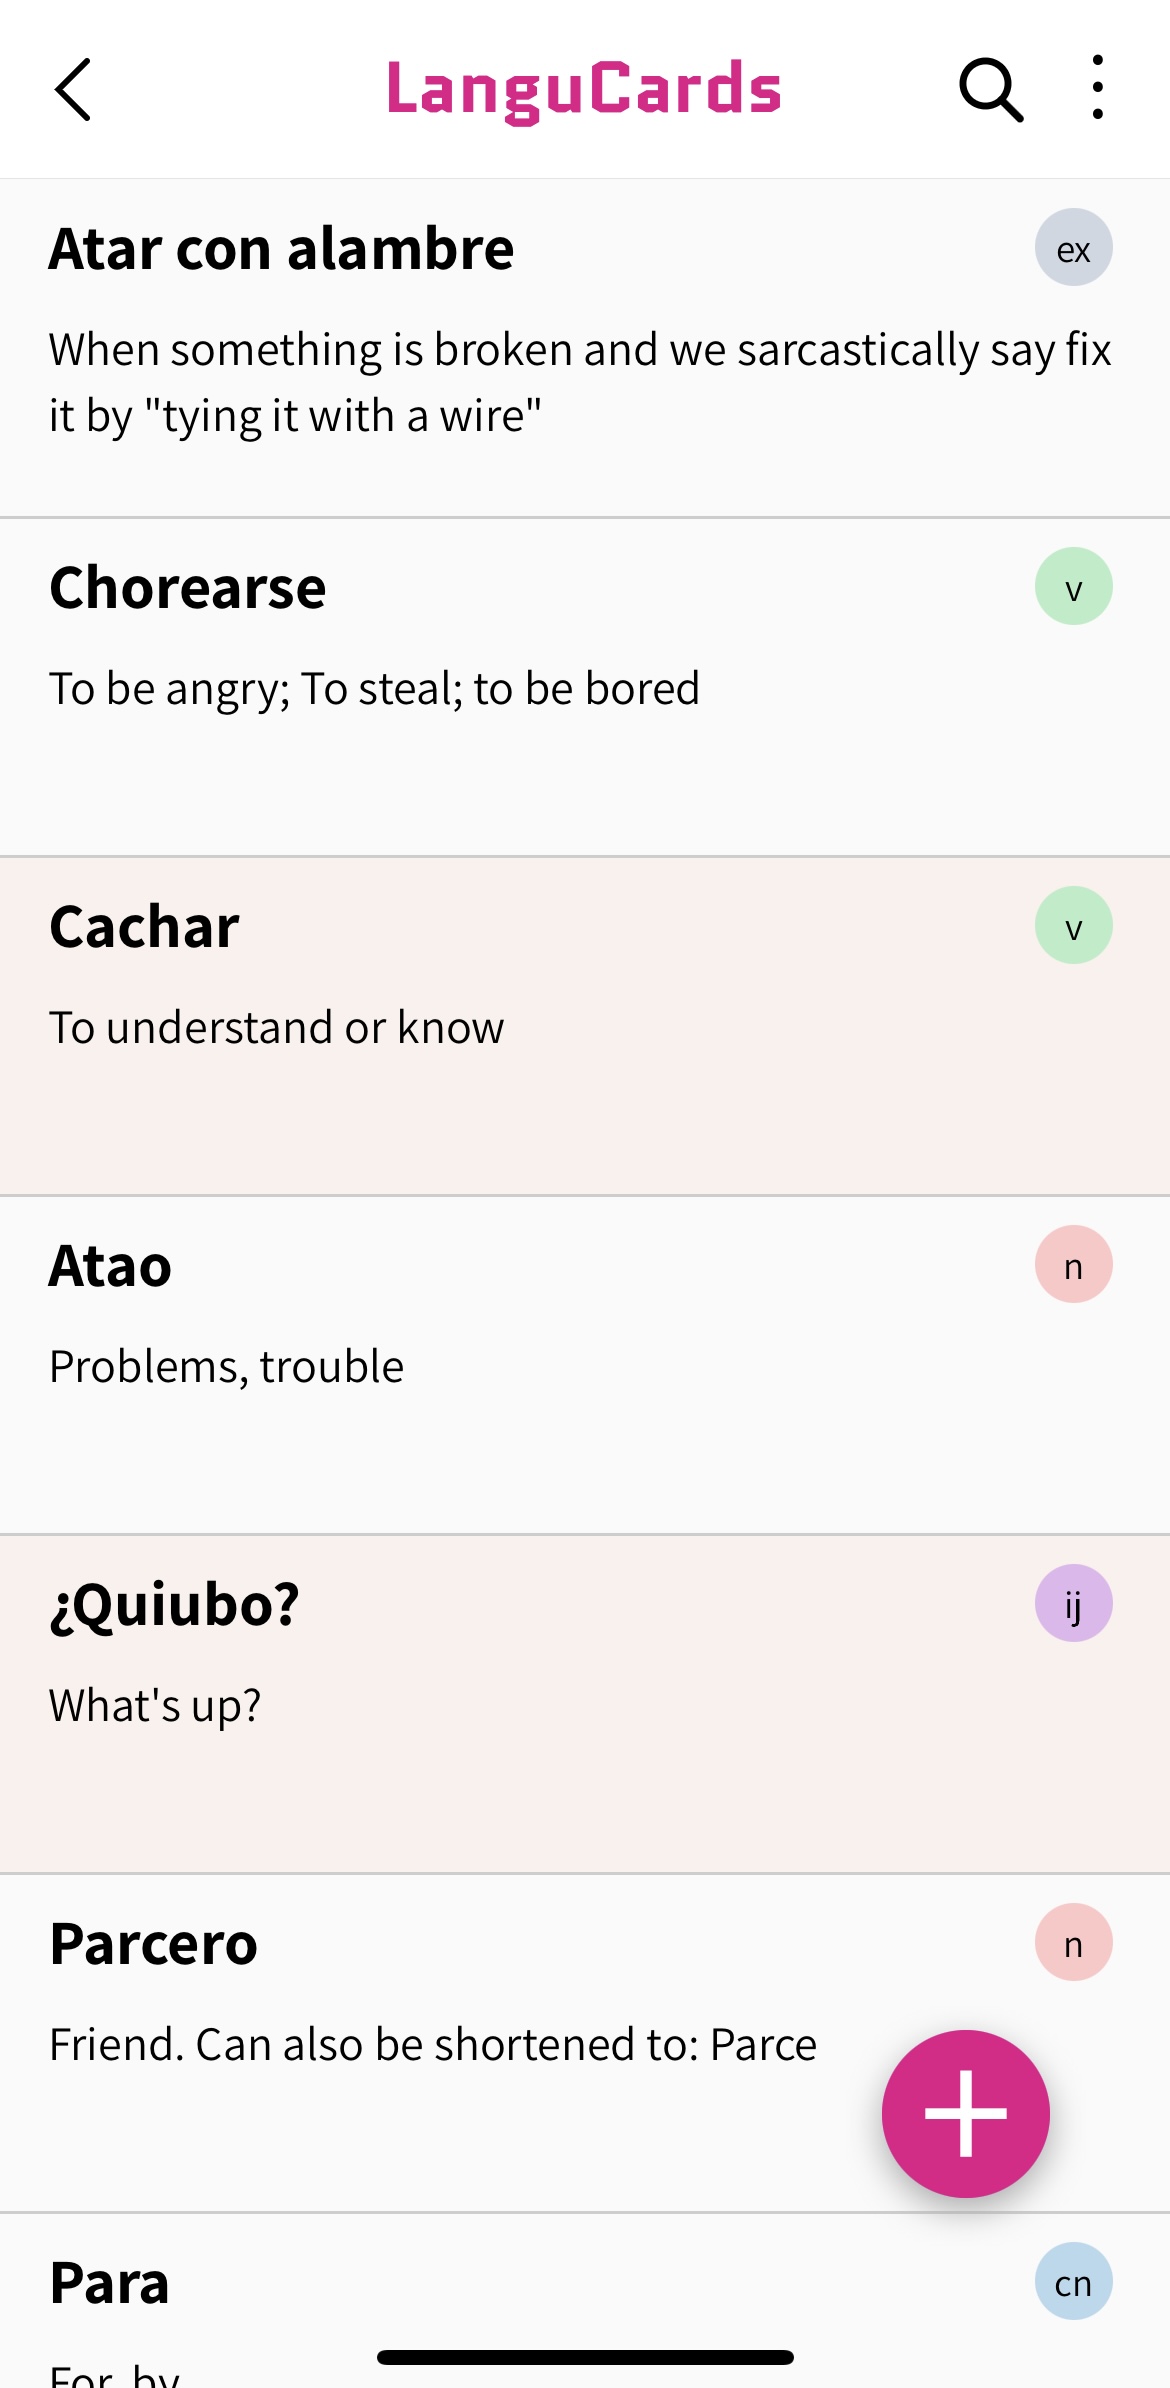 LanguCards
Atar con alambre
ex
When something is broken and we sarcastically say fix
it by "tying it with a wire"
Chorearse
v
To be angry; To steal; to be bored
Cachar
v
To understand or know
Atao
n
Problems, trouble
¿Quiubo?
ij
What's up?
Parcero
n
Friend. Can also be shortened to: Parce
Para
cn
For, by